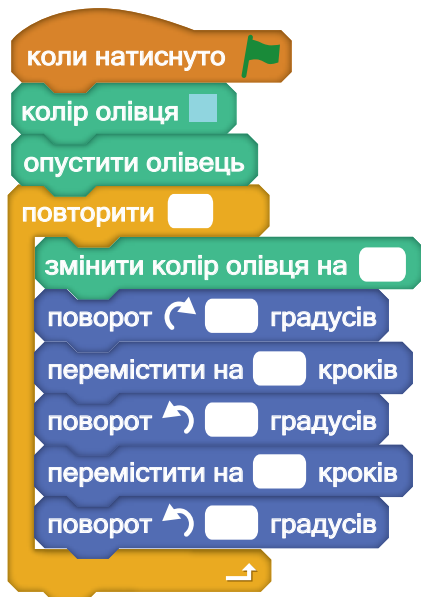 коли натиснуто
колір олівця
опустити олівець
повторити
змінити колір олівця на
поворот градусів
перемістити на кроків
поворот градусів
перемістити на кроків
поворот градусів